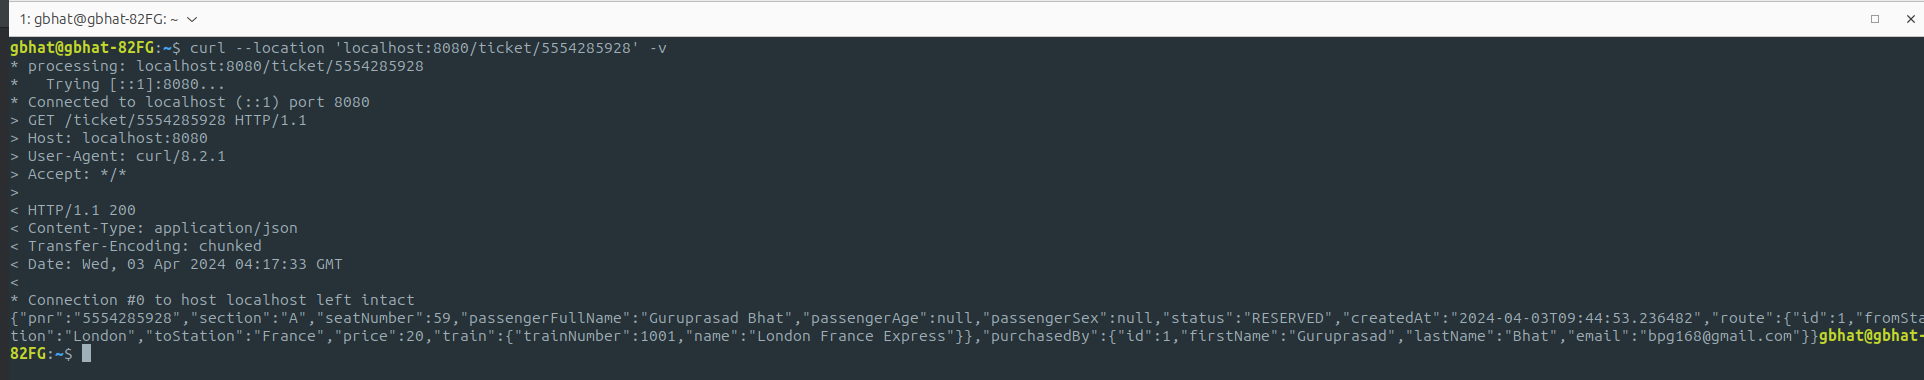 1: gbhat@gbhat-82FG: ~
gbhat@gbhat-82FG:~$ curl --location 'localhost:8080/ticket/5554285928' -v
* processing: localhost:8080/ticket/5554285928
*   Trying [::1]:8080...
* Connected to localhost (::1) port 8080
> GET /ticket/5554285928 HTTP/1.1
> Host: localhost:8080
> User-Agent: curl/8.2.1
> Accept: */*
>
< HTTP/1.1 200
< Content-Type: application/json
< Transfer-Encoding: chunked
< Date: Wed, 03 Apr 2024 04:17:33 GMT
<
* Connection #0 to host localhost left intact
{"pnr":"5554285928","section":"A","seatNumber":59,"passengerFullName":"Guruprasad Bhat","passengerAge":null,"passengerSex":null,"status":"RESERVED","createdAt":"2024-04-03T09:44:53.236482","route":{"id":1,"fromSta
tion":"London","toStation":"France","price":20,"train":{"trainNumber":1001,"name":"London France Express"}},"purchasedBy":{"id":1,"firstName":"Guruprasad","lastName":"Bhat","email":"bpg168@gmail.com"}}gbhat@gbhat-
82FG:~$